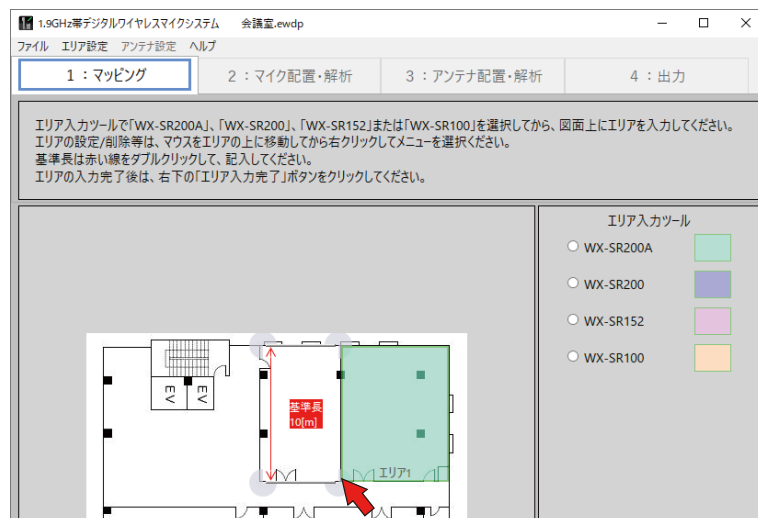 1.9GHz帯デジタルワイヤレスマイクシステム 会議室.ewdp
ファイル エリア設定 アンテナ設定 ヘルプ
1：マッピング 2：マイク配置・解析 3：アンテナ配置・解析 4：出力
エリア入力ツールで「WX-SR200A」、「WX-SR200」、「WX-SR152」または「WX-SR100」を選択してから、図面上にエリアを入力してください。
エリアの設定/削除等は、マウスをエリアの上に移動してから右クリックしてメニューを選択ください。
基準長は赤い線をダブルクリックして、記入してください。
エリアの入力完了後は、右下の「エリア入力完了」ボタンをクリックしてください。
エリア入力ツール
WX-SR200A
WX-SR200
WX-SR152
WX-SR100
EV
EV
基準長
10[m]
エリア1